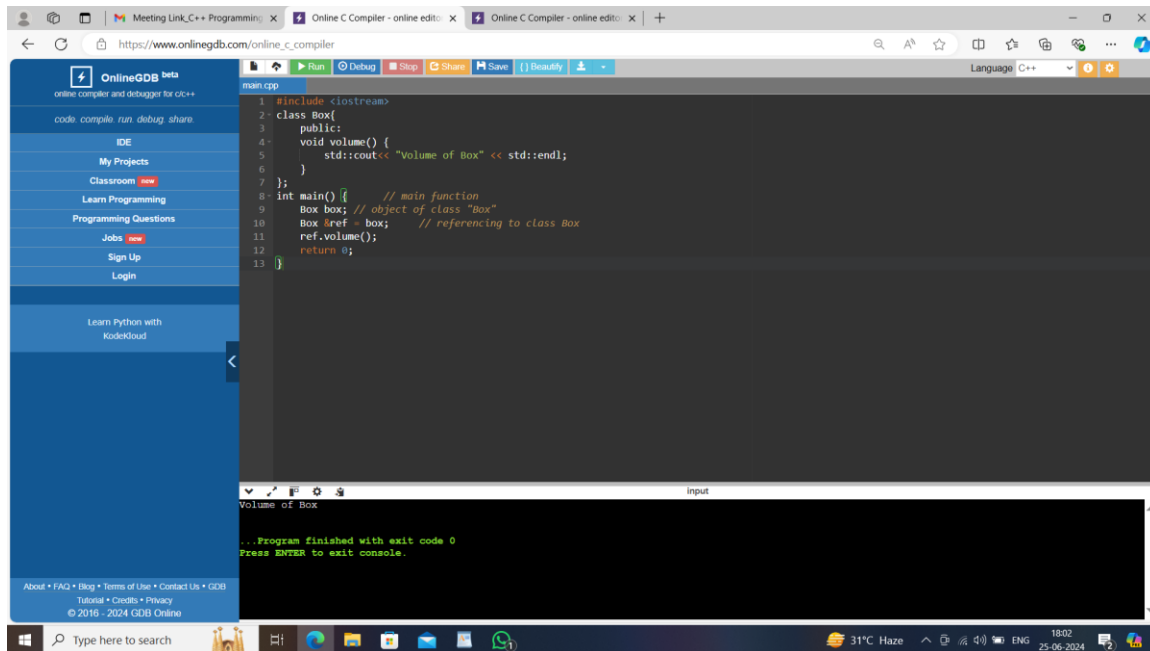 Meeting Link_C++ Programming
Online C Compiler - online edito
Online C Compiler - online edito
https://www.onlinegdb.com/online_c_compiler
OnlineGDB beta
online compiler and debugger for c/c++
code. compile. run. debug. share.
IDE
My Projects
Classroom new
Learn Programming
Programming Questions
Jobs new
Sign Up
Login
Learn Python with
KodeKloud
About • FAQ • Blog • Terms of Use • Contact Us • GDB
Tutorial • Credits • Privacy
© 2016 - 2024 GDB Online
Run Debug Stop Share Save { } Beautify
Language C++
main.cpp
1 #include <iostream>
2 class Box{
3 public:
4 void volume() {
5 std::cout<< "Volume of Box" << std::endl;
6 }
7 };
8 int main() { // main function
9 Box box; // object of class "Box"
10 Box &ref = box; // referencing to class Box
11 ref.volume();
12 return 0;
13 }
input
Volume of Box
...Program finished with exit code 0
Press ENTER to exit console.
Type here to search
31°C Haze
ENG
18:02
25-06-2024